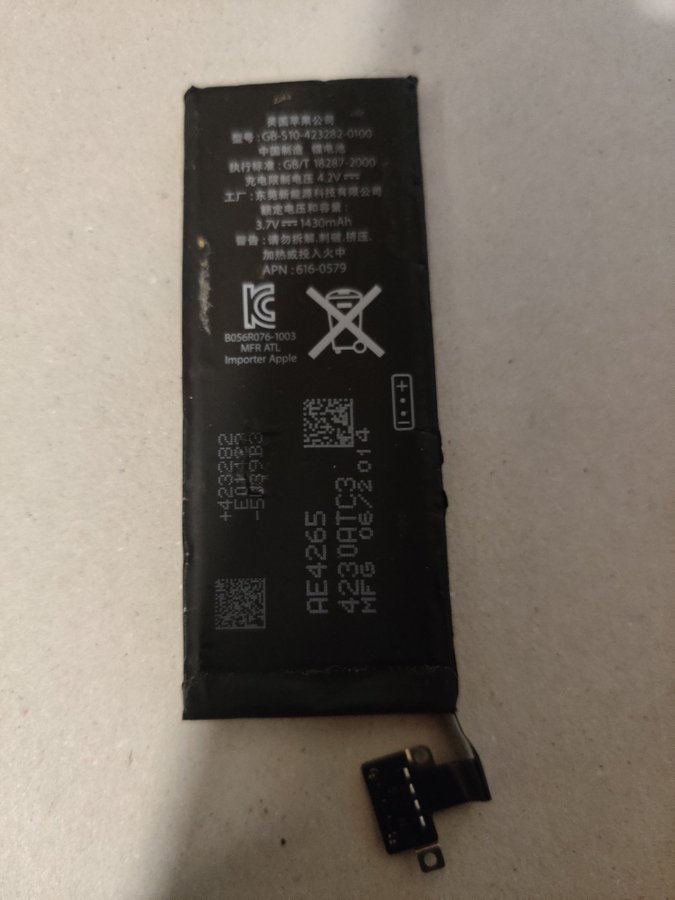 美国苹果公司
型号:GB-S10-423282-0100
中国制造 锂电池
执行标准:GB/T 18287-2000
充电限制电压 4.2V
工厂:东莞新能源科技有限公司
额定电压和容量:
3.7V 1430mAh
警告:请勿拆解.刺破.挤压.
加热或投入火中
APN : 616-0579
KC
B056R076-1003
MFR ATL
Importer Apple
+ -
+423282
AE4265
4230ATC3
MFG 06/2014